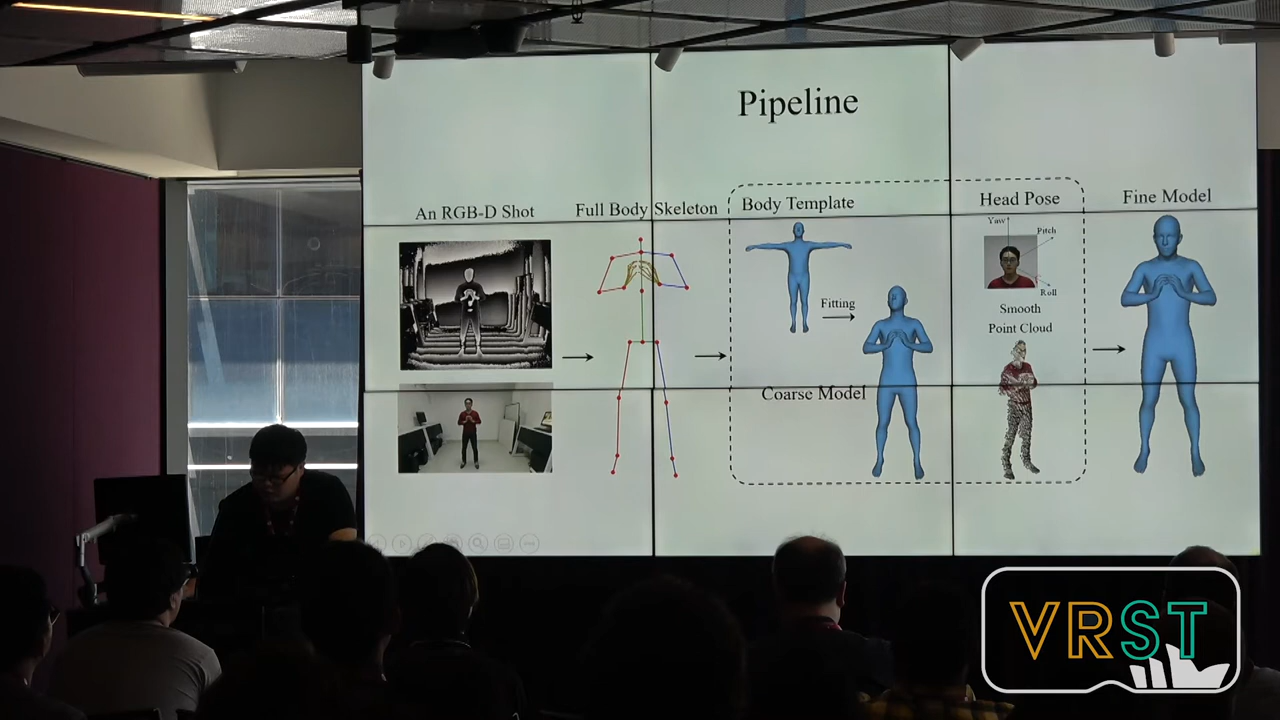 Pipeline
An RGB-D Shot
Full Body Skeleton
Body Template
Fitting
Coarse Model
Head Pose
Yaw
Pitch
Roll
Smooth
Point Cloud
Fine Model
VRST